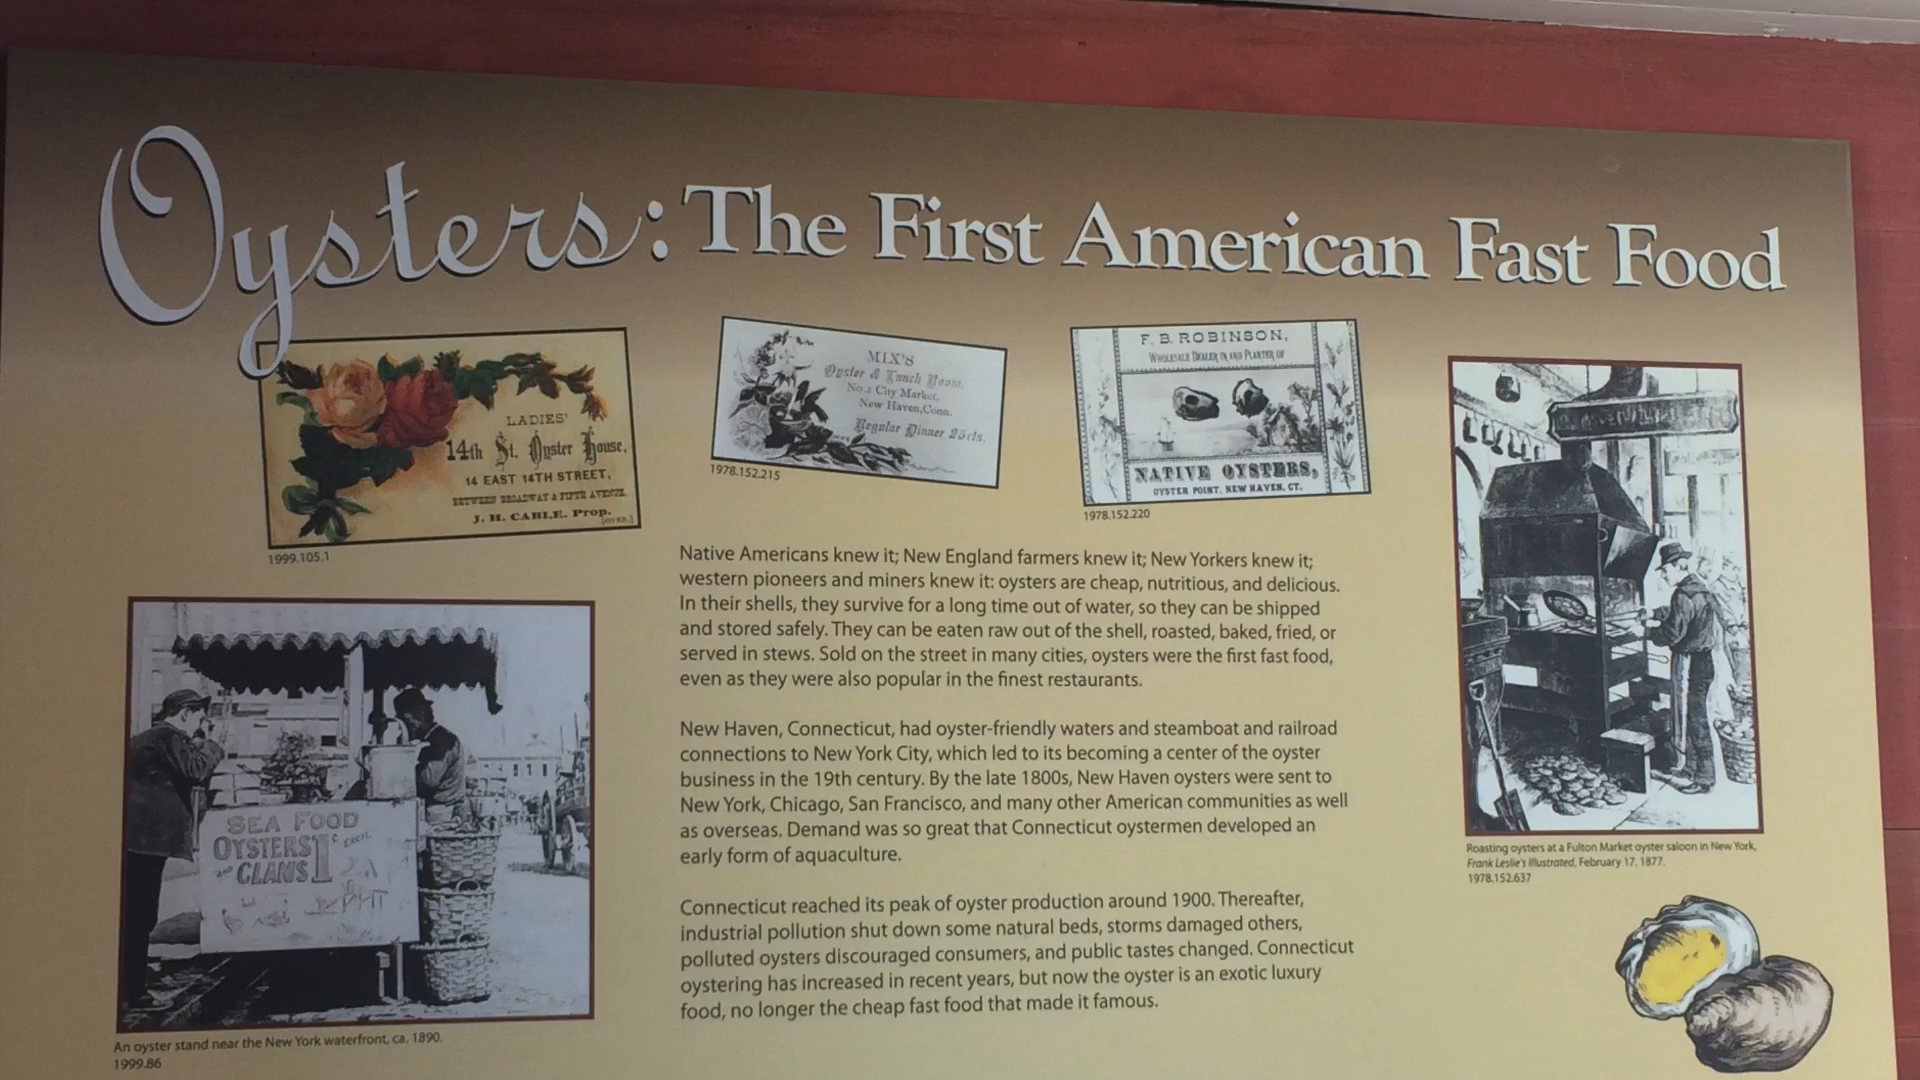 Oysters: The First American Fast Food
LADIES'
14th St. Oyster House,
14 EAST 14TH STREET,
BETWEEN BROADWAY & FIFTH AVENUE.
J. H. CABLE. Prop.
[OVER.]
1999.105.1
MIX'S
Oyster & Lunch Room.
No.2 City Market,
New Haven, Conn.
Regular Dinner 25cts.
1978.152.215
F. B. ROBINSON,
WHOLESALE DEALER IN AND PLANTER OF
NATIVE OYSTERS,
OYSTER POINT, NEW HAVEN, CT.
1978.152.220
Native Americans knew it; New England farmers knew it; New Yorkers knew it;
western pioneers and miners knew it: oysters are cheap, nutritious, and delicious.
In their shells, they survive for a long time out of water, so they can be shipped
and stored safely. They can be eaten raw out of the shell, roasted, baked, fried, or
served in stews. Sold on the street in many cities, oysters were the first fast food,
even as they were also popular in the finest restaurants.
New Haven, Connecticut, had oyster-friendly waters and steamboat and railroad
connections to New York City, which led to its becoming a center of the oyster
business in the 19th century. By the late 1800s, New Haven oysters were sent to
New York, Chicago, San Francisco, and many other American communities as well
as overseas. Demand was so great that Connecticut oystermen developed an
early form of aquaculture.
Connecticut reached its peak of oyster production around 1900. Thereafter,
industrial pollution shut down some natural beds, storms damaged others,
polluted oysters discouraged consumers, and public tastes changed. Connecticut
oystering has increased in recent years, but now the oyster is an exotic luxury
food, no longer the cheap fast food that made it famous.
SEA FOOD
OYSTERS 1c EACH
AND CLAMS
An oyster stand near the New York waterfront, ca. 1890.
1999.86
Roasting oysters at a Fulton Market oyster saloon in New York,
Frank Leslie's Illustrated, February 17, 1877.
1978.152.637